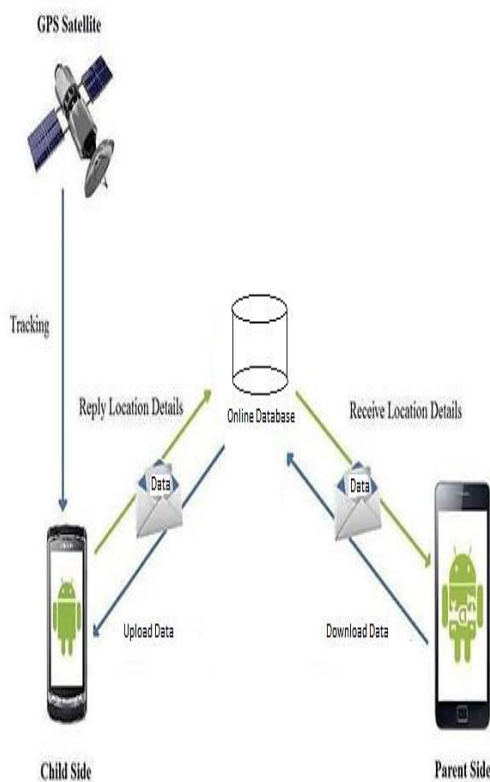 GPS Satellite
Tracking
Reply Location Details
Online Database
Receive Location Details
Data
Data
Upload Data
Download Data
Child Side
Parent Side